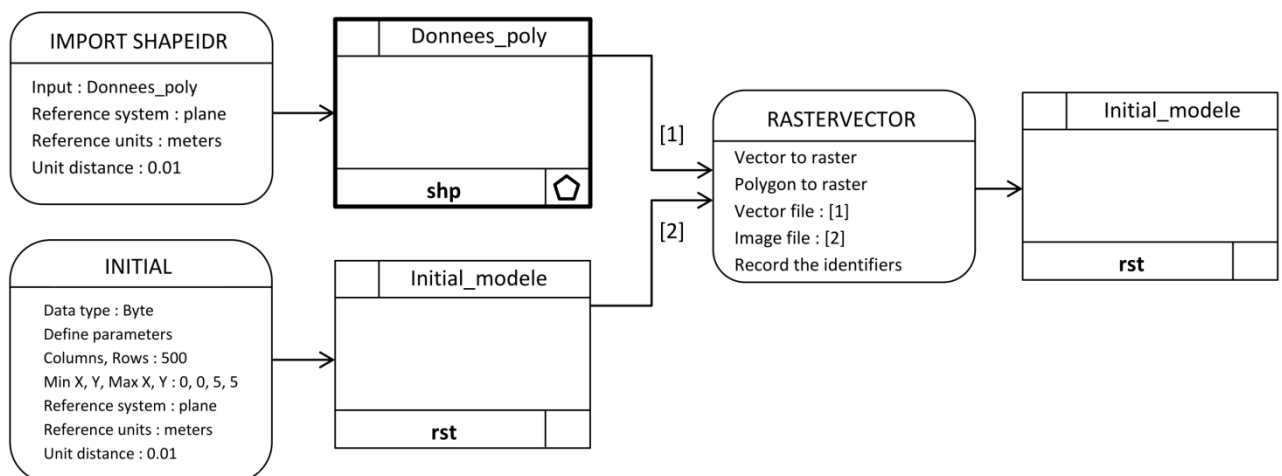 IMPORT SHAPEIDR
Input : Donnees_poly
Reference system : plane
Reference units : meters
Unit distance : 0.01
Donnees_poly
shp
[1]
INITIAL
Data type : Byte
Define parameters
Columns, Rows : 500
Min X, Y, Max X, Y : 0, 0, 5, 5
Reference system : plane
Reference units : meters
Unit distance : 0.01
Initial_modele
rst
[2]
RASTERVECTOR
Vector to raster
Polygon to raster
Vector file : [1]
Image file : [2]
Record the identifiers
Initial_modele
rst